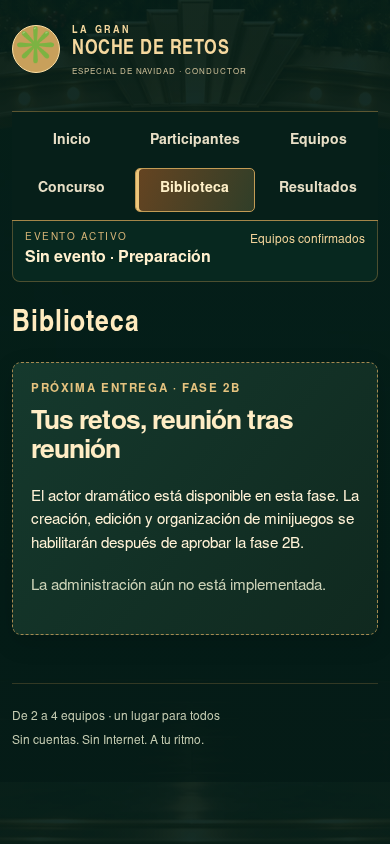 LA GRAN
NOCHE DE RETOS
ESPECIAL DE NAVIDAD · CONDUCTOR
Inicio
Participantes
Equipos
Concurso
Biblioteca
Resultados
EVENTO ACTIVO
Sin evento · Preparación
Equipos confirmados
Biblioteca
PRÓXIMA ENTREGA · FASE 2B
Tus retos, reunión tras
reunión
El actor dramático está disponible en esta fase. La
creación, edición y organización de minijuegos se
habilitarán después de aprobar la fase 2B.
La administración aún no está implementada.
De 2 a 4 equipos · un lugar para todos
Sin cuentas. Sin Internet. A tu ritmo.